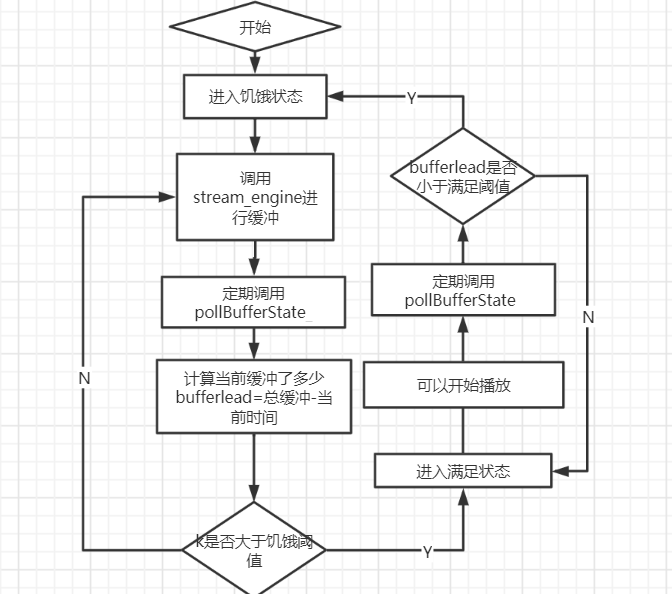 开始
进入饥饿状态
调用
stream_engine进
行缓冲
定期调用
pollBufferState
计算当前缓冲了多少
bufferlead=总缓冲-当
前时间
k是否大于饥饿阈
值
N
Y
进入满足状态
可以开始播放
定期调用
pollBufferState
bufferlead是否
小于满足阈值
Y
N